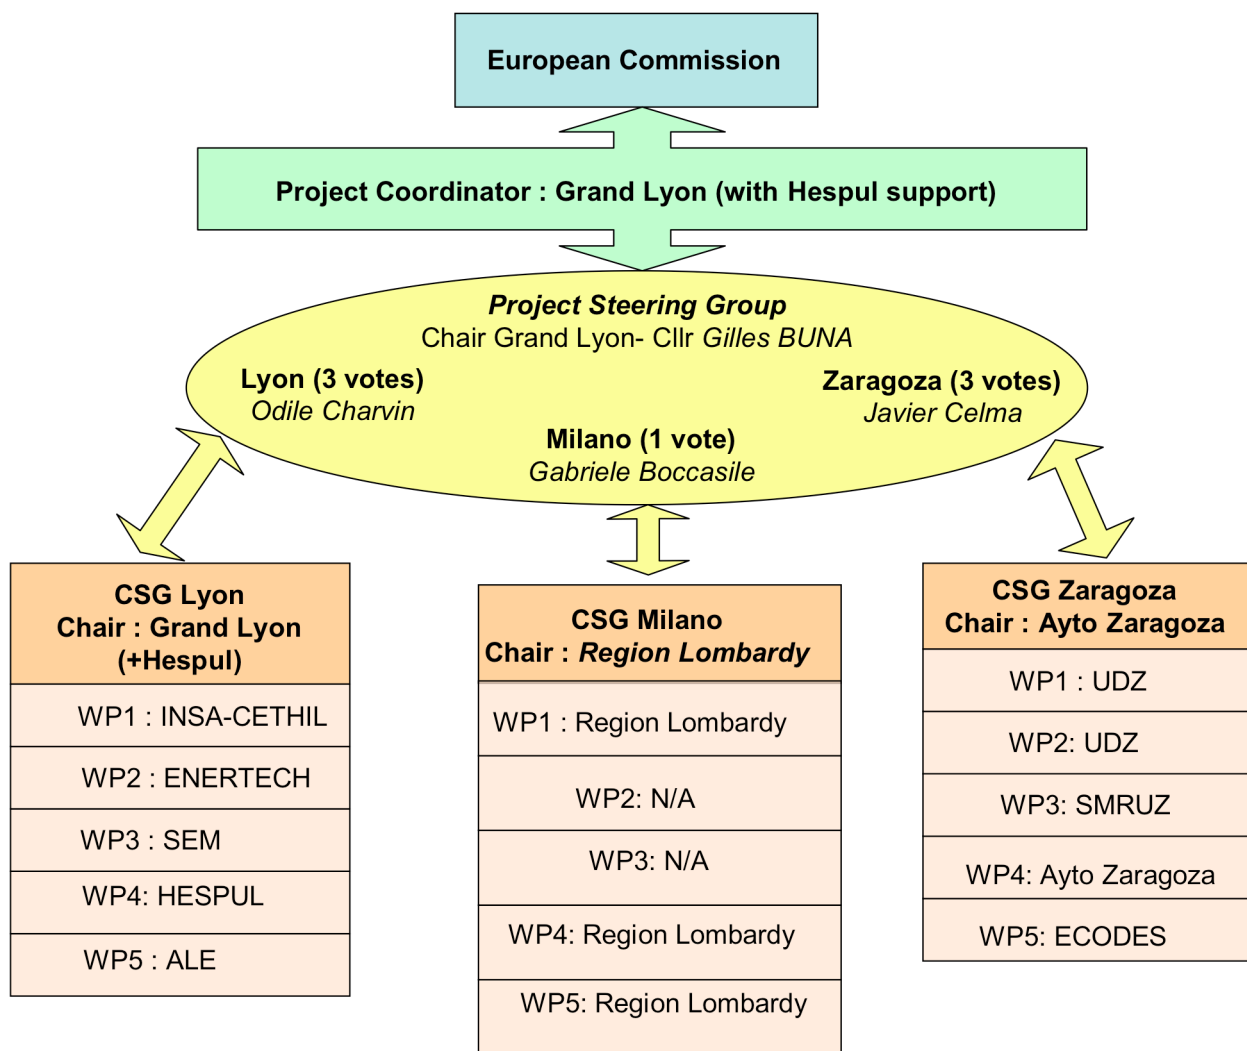 European Commission
Project Coordinator : Grand Lyon (with Hespul support)
Project Steering Group
Chair Grand Lyon- Cllr Gilles BUNA
Lyon (3 votes)
Odile Charvin
Zaragoza (3 votes)
Javier Celma
Milano (1 vote)
Gabriele Boccasile
CSG Lyon
Chair : Grand Lyon
(+Hespul)
WP1 : INSA-CETHIL
WP2 : ENERTECH
WP3 : SEM
WP4: HESPUL
WP5 : ALE
CSG Milano
Chair : Region Lombardy
WP1 : Region Lombardy
WP2: N/A
WP3: N/A
WP4: Region Lombardy
WP5: Region Lombardy
CSG Zaragoza
Chair : Ayto Zaragoza
WP1 : UDZ
WP2: UDZ
WP3: SMRUZ
WP4: Ayto Zaragoza
WP5: ECODES